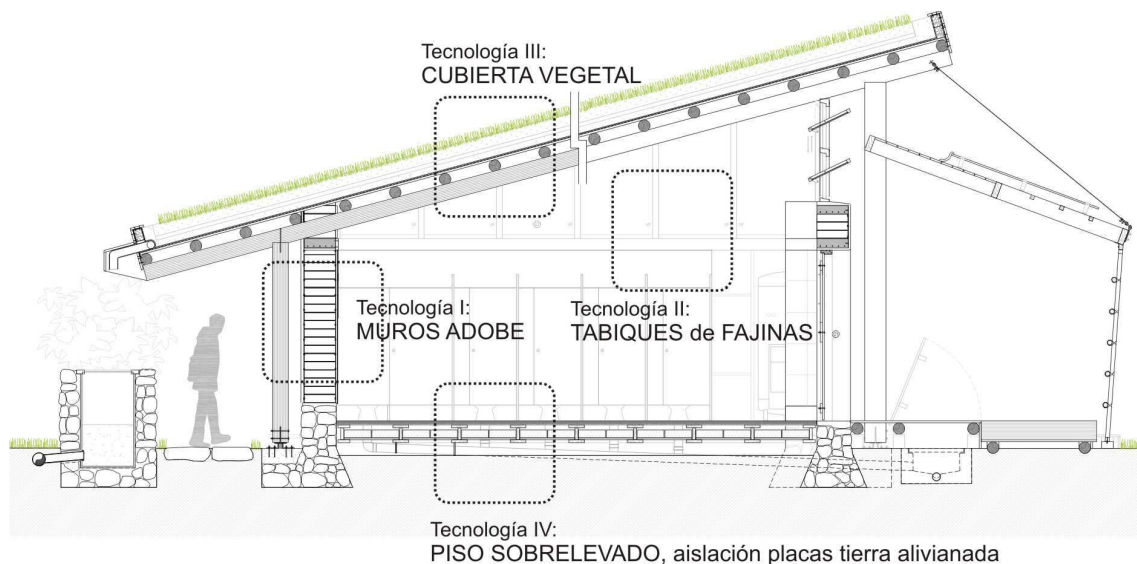 Tecnología III:
CUBIERTA VEGETAL
Tecnología I:
MUROS ADOBE
Tecnología II:
TABIQUES de FAJINAS
Tecnología IV:
PISO SOBRELEVADO, aislación placas tierra alivianada